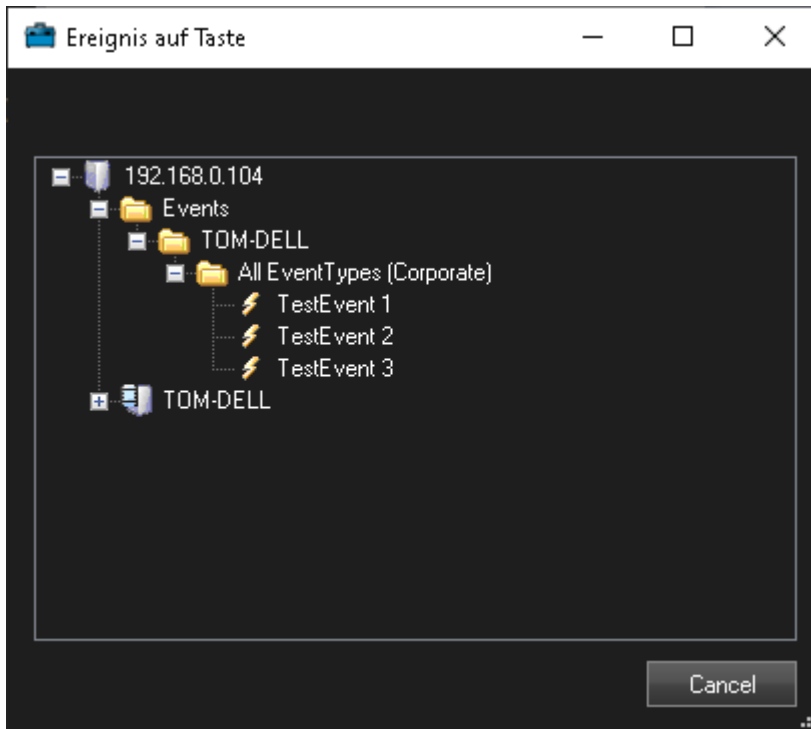 Ereignis auf Taste
192.168.0.104
Events
TOM-DELL
All EventTypes (Corporate)
TestEvent 1
TestEvent 2
TestEvent 3
TOM-DELL
Cancel